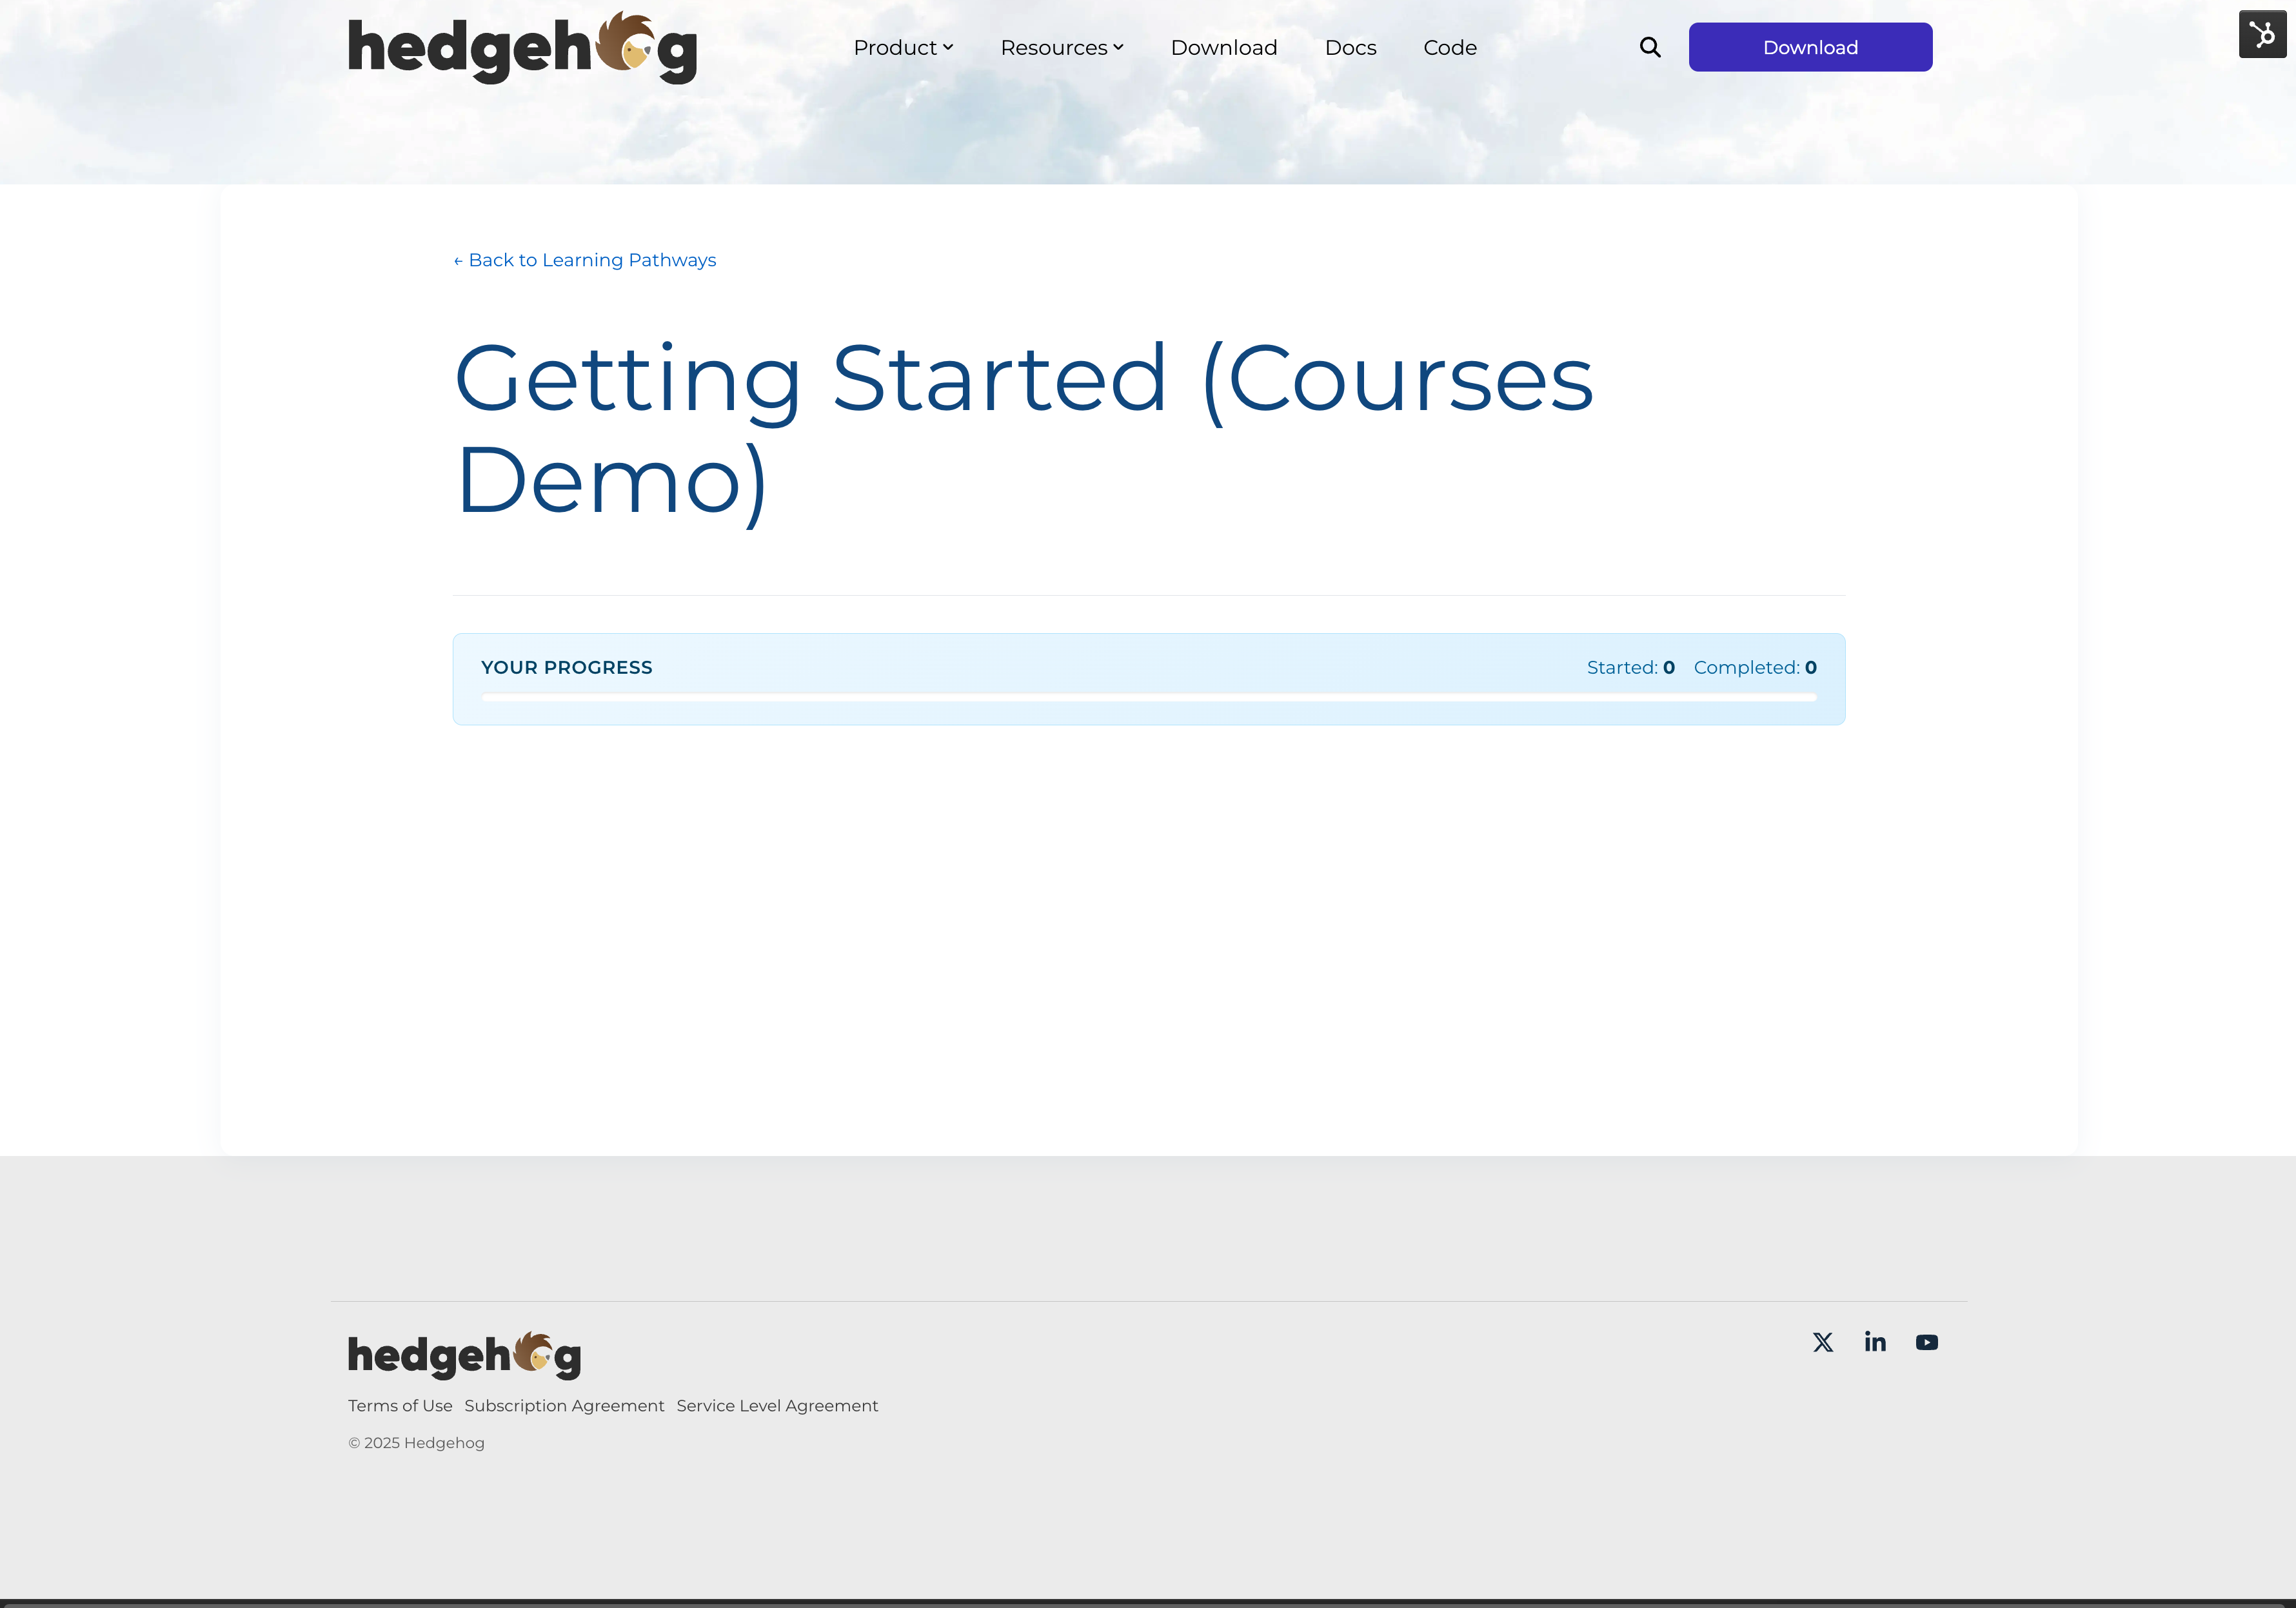 hedgehog
Product Resources Download Docs Code Download
← Back to Learning Pathways
Getting Started (Courses
Demo)
YOUR PROGRESS Started: 0 Completed: 0
hedgehog
Terms of Use Subscription Agreement Service Level Agreement
© 2025 Hedgehog